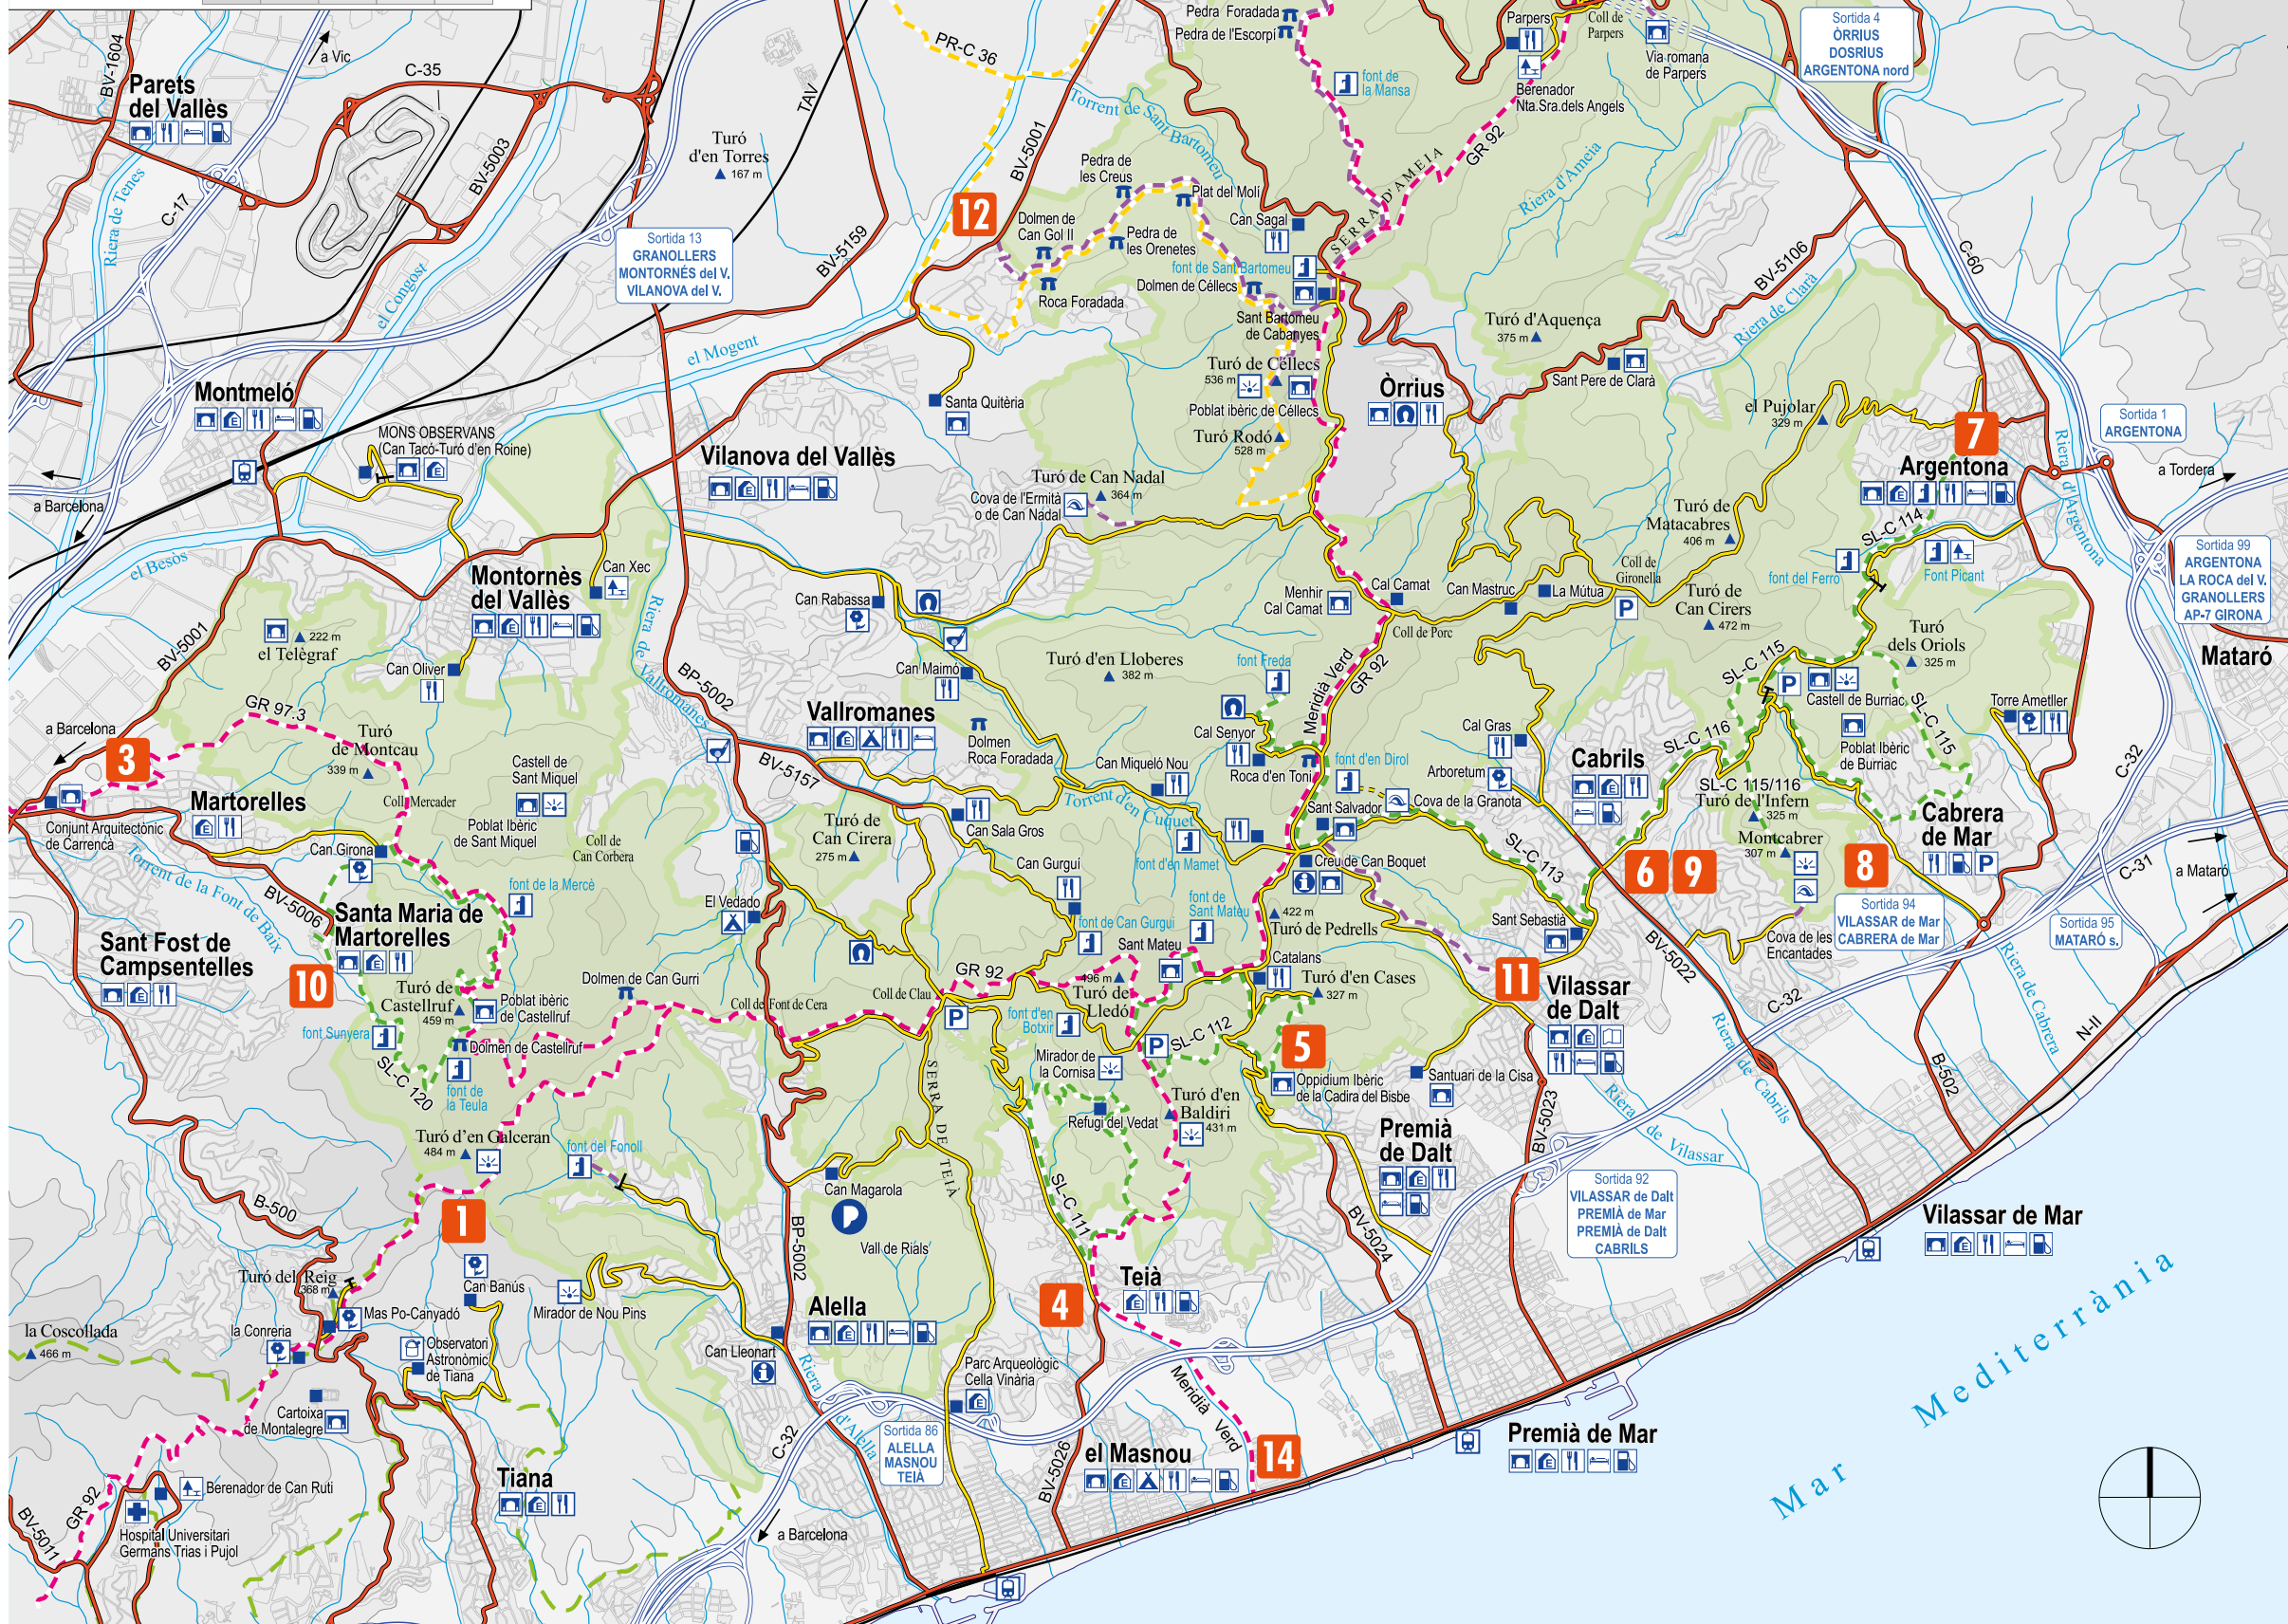 BV-1604
a Vic
C-35
Parets
del Vallès
BV-5003
Riera de Tenes
C-17
el Congost
TAV
Turó
d'en Torres
167 m
PR-C 36
BV-5001
BV-5159
Sortida 13
GRANOLLERS
MONTORNÉS del V.
VILANOVA del V.
12
Torrent de Sant Bartomeu
Pedra Foradada
Pedra de l'Escorpí
font de
la Mansa
Parpers
Coll de
Parpers
Berenador
Nta.Sra.dels Angels
Via romana
de Parpers
Sortida 4
ÒRRIUS
DOSRIUS
ARGENTONA nord
GR 92
SERRA D'AMEIA
Riera d'Ameia
Pedra de
les Creus
Plat del Molí
Dolmen de
Can Gol II
Pedra de
les Orenetes
Can Sagal
font de Sant Bartomeu
Dolmen de Céllecs
Roca Foradada
Sant Bartomeu
de Cabanyes
Turó de Céllecs
536 m
Poblat ibèric de Céllecs
Turó Rodó
528 m
Òrrius
Turó d'Aquença
375 m
BV-5106
Riera de Clarà
C-60
Sant Pere de Clarà
el Pujolar
329 m
7
Argentona
Sortida 1
ARGENTONA
a Tordera
Riera d'Argentona
Montmeló
MONS OBSERVANS
(Can Tacó-Turó d'en Roine)
el Mogent
Santa Quitèria
Vilanova del Vallès
Turó de Can Nadal
364 m
Cova de l'Ermità
o de Can Nadal
a Barcelona
el Besòs
Montornès
del Vallès
Can Xec
Riera de Vallromanes
Can Rabassa
Menhir
Cal Camat
Cal Camat
Can Mastruc
La Mútua
Coll de
Gironella
Turó de
Matacabres
406 m
SL-C 114
font del Ferro
Font Picant
Sortida 99
ARGENTONA
LA ROCA del V.
GRANOLLERS
AP-7 GIRONA
Mataró
BV-5001
222 m
el Telègraf
Can Oliver
BP-5002
Can Maimó
Turó d'en Lloberes
382 m
font Freda
Meridià Verd
GR 92
Coll de Porc
P
Turó de
Can Cirers
472 m
Turó
dels Oriols
325 m
SL-C 115
P
Castell de Burriac
SL-C 115
Torre Ametller
GR 97.3
a Barcelona
3
Turó
de Montcau
339 m
Coll Mercader
Castell de
Sant Miquel
Poblat Ibèric
de Sant Miquel
Vallromanes
Dolmen
Roca Foradada
Can Miqueló Nou
Cal Senyor
Roca d'en Toni
font d'en Dirol
Cal Gras
Arboretum
Cova de la Granota
Sant Salvador
Cabrils
SL-C 116
SL-C 115/116
Turó de l'Infern
325 m
Montcabrer
307 m
Poblat Ibèric
de Burriac
Cabrera
de Mar
P
C-32
Martorelles
Conjunt Arquitectònic
de Carrencà
Torrent de la Font de Baix
Can Girona
Coll de
Can Corbera
BV-5157
Turó de
Can Cirera
275 m
Can Sala Gros
Torrent d'en Cuquet
font d'en Mamet
Can Gurguí
Creu de Can Boquet
SL-C 113
6
9
8
C-31
a Mataró
BV-5006
Santa Maria de
Martorelles
font de la Mercè
El Vedado
font de Can Gurgui
font de
Sant Mateu
422 m
Turó de Pedrells
Sant Sebastià
BV-5022
Cova de les
Encantades
Sortida 94
VILASSAR de Mar
CABRERA de Mar
Sortida 95
MATARÓ s.
Sant Fost de
Campsentelles
10
Turó de
Castellruf
459 m
Poblat ibèric
de Castellruf
Dolmen de Can Gurri
Coll de Font de Cera
Coll de Clau
GR 92
Sant Mateu
496 m
Turó de
Lledó
Catalans
Turó d'en Cases
327 m
11
Vilassar
de Dalt
C-32
Riera de Cabrera
N-II
font Sunyera
SL-C 120
Dolmen de Castellruf
font de
la Teula
P
font d'en
Botxir
Mirador de
la Cornisa
P
SL-C 112
5
Oppidium Ibèric
de la Cadira del Bisbe
Santuari de la Cisa
Riera de Cabrils
B-502
SERRA DE TEIÀ
Refugi del Vedat
Turó d'en
Baldiri
431 m
Premià
de Dalt
BV-5023
Riera de Vilassar
Turó d'en Galceran
484 m
font del Fonoll
Can Magarola
P
Vall de Rials
SL-C 111
BV-5024
Sortida 92
VILASSAR de Dalt
PREMIÀ de Mar
PREMIÀ de Dalt
CABRILS
Vilassar de Mar
B-500
1
Turó del Reig
368 m
Can Banús
Mas Po-Canyadó
la Conreria
la Coscollada
466 m
Observatori
Astronòmic
de Tiana
Mirador de Nou Pins
BP-5002
Alella
Can Lleonart
Riera d'Alella
Parc Arqueològic
Cella Vinària
4
Teià
Meridià Verd
Mar Mediterrània
Cartoixa
de Montalegre
Berenador de Can Ruti
GR 92
BV-5011
Hospital Universitari
Germans Trias i Pujol
Tiana
C-32
a Barcelona
Sortida 86
ALELLA
MASNOU
TEIÀ
BV-5026
el Masnou
14
Premià de Mar